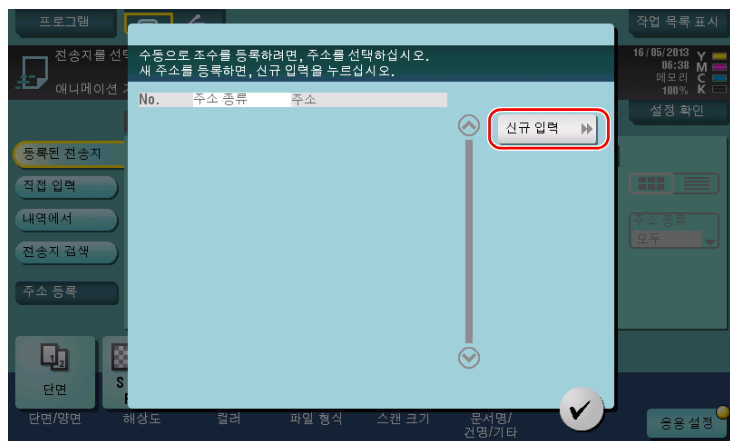 프로그램
작업 목록 표시
전송지를 선택
애니메이션
수동으로 조수를 등록하려면, 주소를 선택하십시오.
새 주소를 등록하면, 신규 입력을 누르십시오.
16/05/2013
06:38
메모리
100%
Y
M
C
K
설정 확인
No. 주소 종류 주소
신규 입력
등록된 전송지
직접 입력
내역에서
전송지 검색
주소 등록
주소 종류
모두
단면
S
단면/양면
해상도
컬러
파일 형식
스캔 크기
문서명/
건명/기타
응용 설정